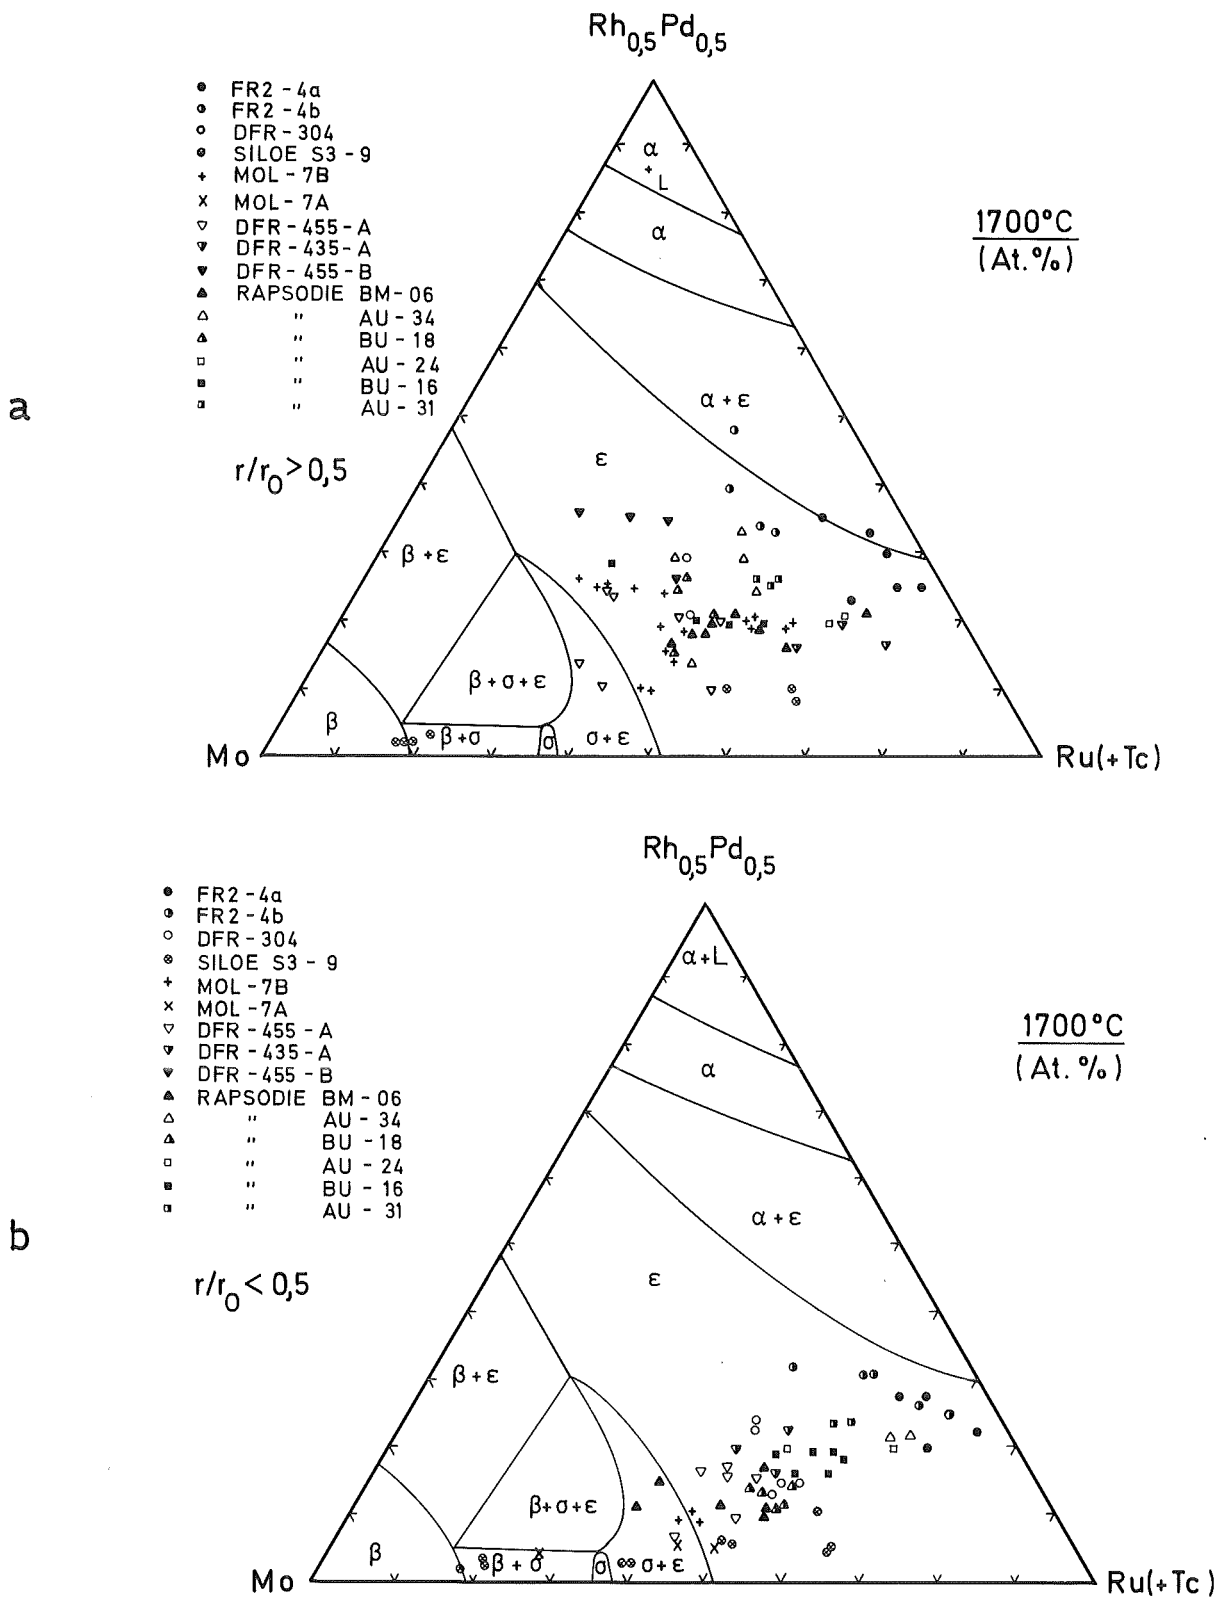 Rh0,5Pd0,5
FR2-4a
FR2-4b
DFR-304
SILOE S3-9
MOL-7B
MOL-7A
DFR-455-A
DFR-435-A
DFR-455-B
RAPSODIE BM-06
" AU-34
" BU-18
" AU-24
" BU-16
" AU-31
1700°C
(At.%)
a
r/r0>0,5
α
+
L
α
α+ε
ε
β+ε
β+σ+ε
β
β+σ
σ
σ+ε
Mo
Ru(+Tc)
Rh0,5Pd0,5
FR2-4a
FR2-4b
DFR-304
SILOE S3-9
MOL-7B
MOL-7A
DFR-455-A
DFR-435-A
DFR-455-B
RAPSODIE BM-06
" AU-34
" BU-18
" AU-24
" BU-16
" AU-31
1700°C
(At.%)
b
r/r0<0,5
α+L
α
α+ε
ε
β+ε
β+σ+ε
β
β+σ
σ
σ+ε
Mo
Ru(+Tc)